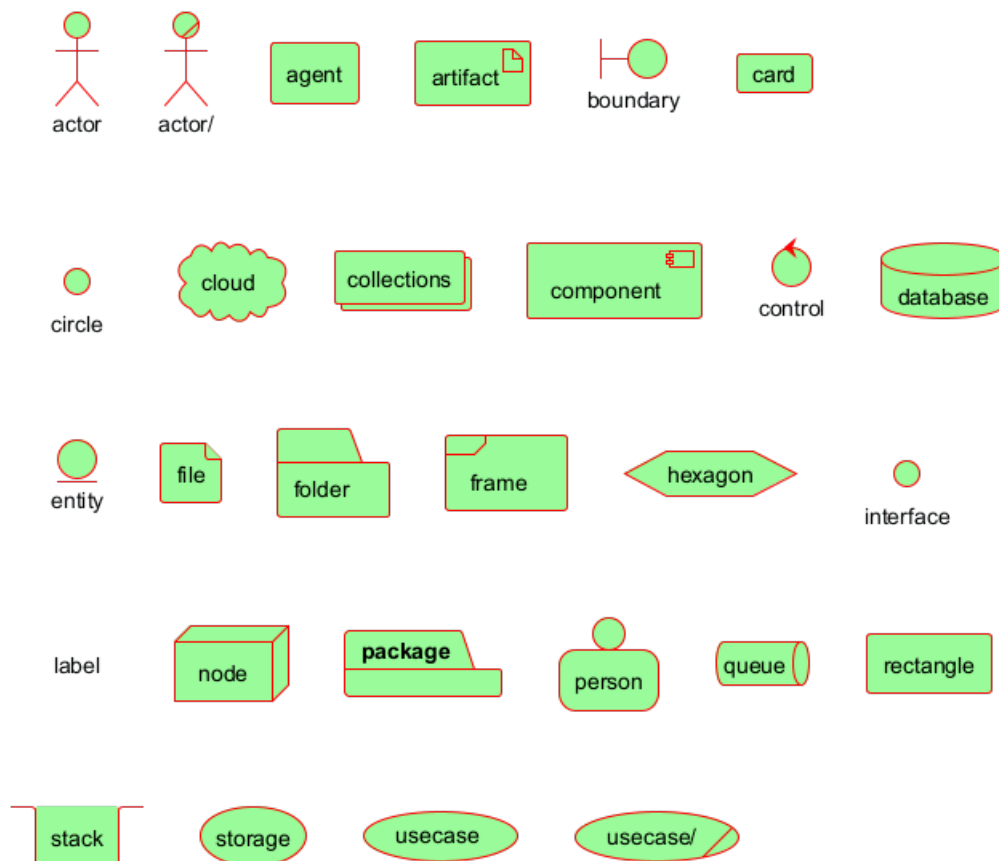 actor
actor/
agent
artifact
boundary
card
circle
cloud
collections
component
control
database
entity
file
folder
frame
hexagon
interface
label
node
package
person
queue
rectangle
stack
storage
usecase
usecase/